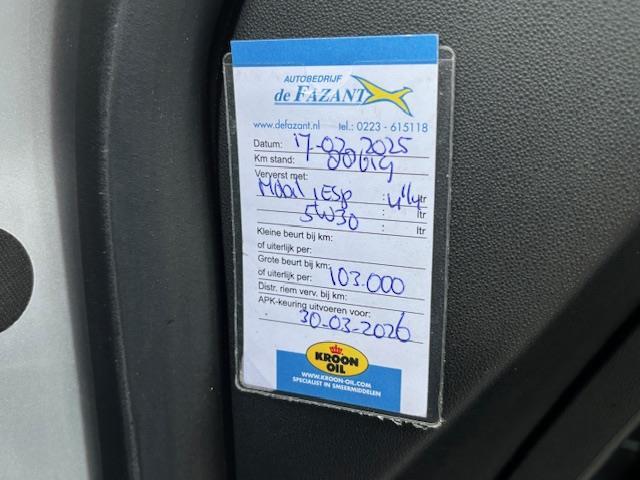 AUTOBEDRIJF
de FAZANT
www.defazant.nl tel.: 0223 - 615118
Datum: 17-02-2025
Km stand:
Ververst met:
Mobil 1 ESP : 4 1/4 ltr
5W30 : ltr
Kleine beurt bij km:
of uiterlijk per:
Grote beurt bij km:
of uiterlijk per: 103.000
Distr. riem verv. bij km:
APK-keuring uitvoeren voor:
30-03-2026
KROON
OIL
WWW.KROON-OIL.COM
SPECIALIST IN SMEERMIDDELEN